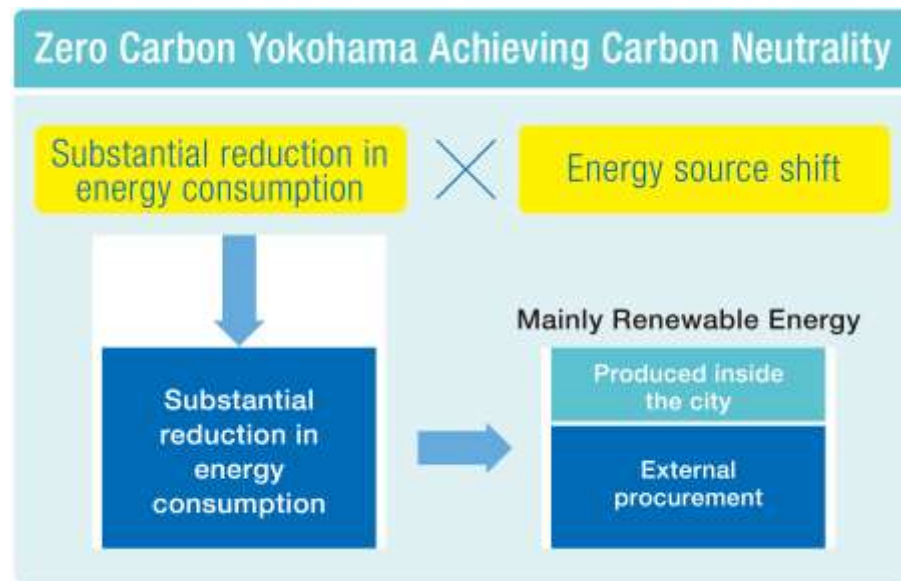 Zero Carbon Yokohama Achieving Carbon Neutrality
Substantial reduction in
energy consumption
Energy source shift
Mainly Renewable Energy
Substantial
reduction in
energy
consumption
Produced inside
the city
External
procurement